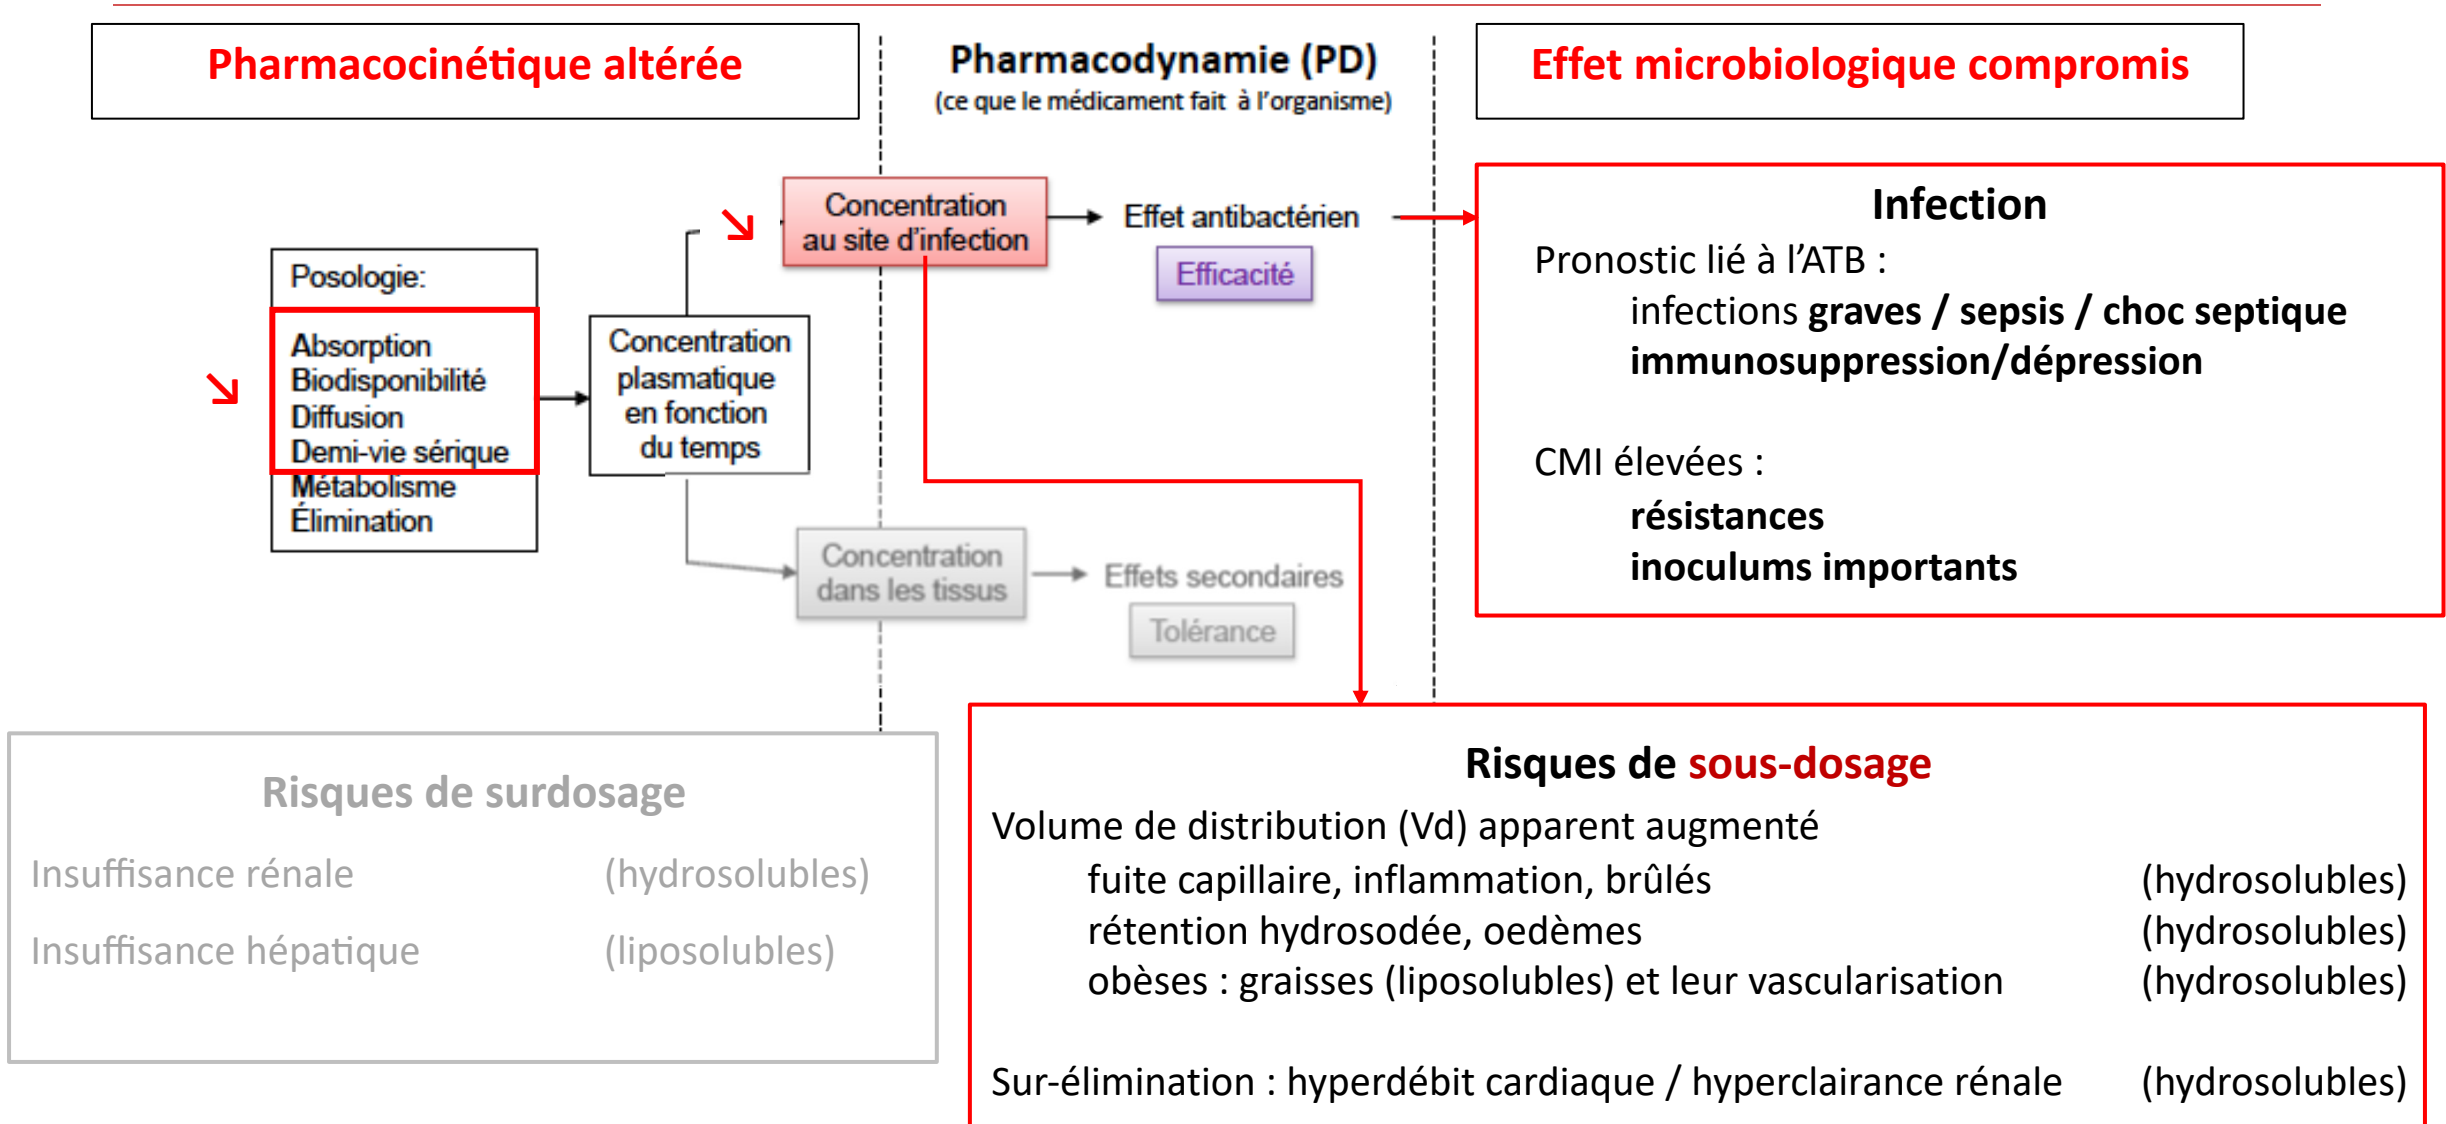 Pharmacocinétique altérée
Pharmacodynamie (PD)
(ce que le médicament fait à l'organisme)
Effet microbiologique compromis
Posologie:
Absorption
Biodisponibilité
Diffusion
Demi-vie sérique
Métabolisme
Élimination
Concentration
plasmatique
en fonction
du temps
Concentration
au site d'infection
Effet antibactérien
Efficacité
Concentration
dans les tissus
Effets secondaires
Tolérance
Infection
Pronostic lié à l'ATB :
infections graves / sepsis / choc septique
immunosuppression/dépression
CMI élevées :
résistances
inoculums importants
Risques de surdosage
Insuffisance rénale (hydrosolubles)
Insuffisance hépatique (liposolubles)
Risques de sous-dosage
Volume de distribution (Vd) apparent augmenté
fuite capillaire, inflammation, brûlés (hydrosolubles)
rétention hydrosodée, oedèmes (hydrosolubles)
obèses : graisses (liposolubles) et leur vascularisation (hydrosolubles)
Sur-élimination : hyperdébit cardiaque / hyperclairance rénale (hydrosolubles)